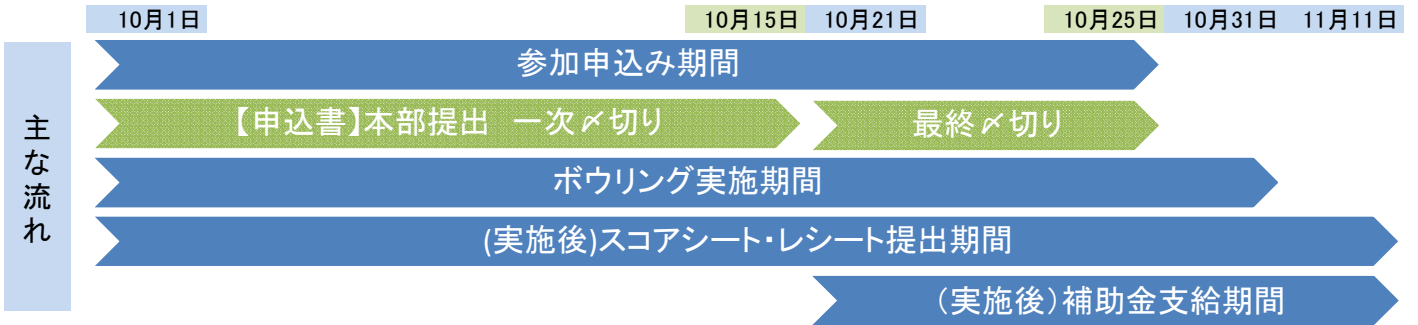 10月1日 10月15日 10月21日 10月25日 10月31日 11月11日
主な流れ
参加申込み期間
【申込書】本部提出　一次〆切り 最終〆切り
ボウリング実施期間
(実施後)スコアシート・レシート提出期間
（実施後）補助金支給期間